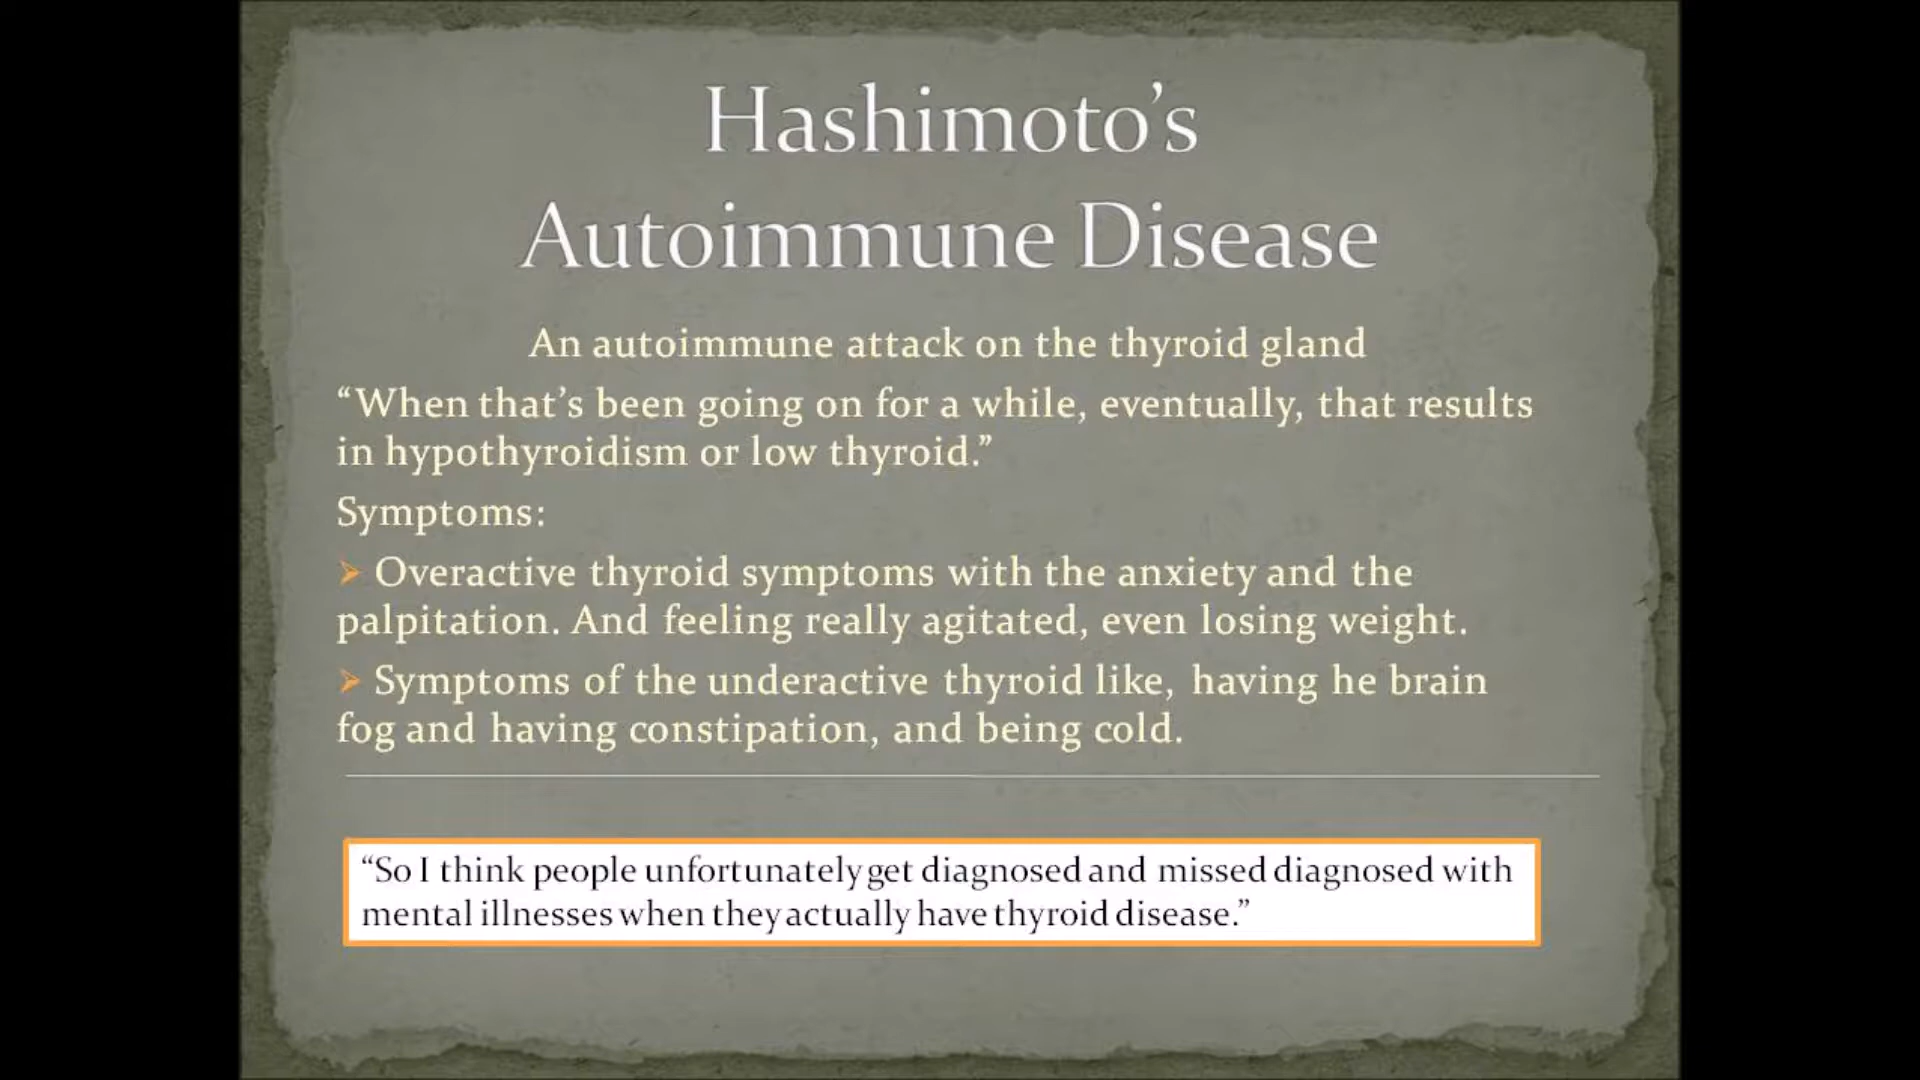 Hashimoto’s
Autoimmune Disease
An autoimmune attack on the thyroid gland
“When that’s been going on for a while, eventually, that results
in hypothyroidism or low thyroid.”
Symptoms:
➢ Overactive thyroid symptoms with the anxiety and the
palpitation. And feeling really agitated, even losing weight.
➢ Symptoms of the underactive thyroid like, having he brain
fog and having constipation, and being cold.
“So I think people unfortunately get diagnosed and missed diagnosed with
mental illnesses when they actually have thyroid disease.”